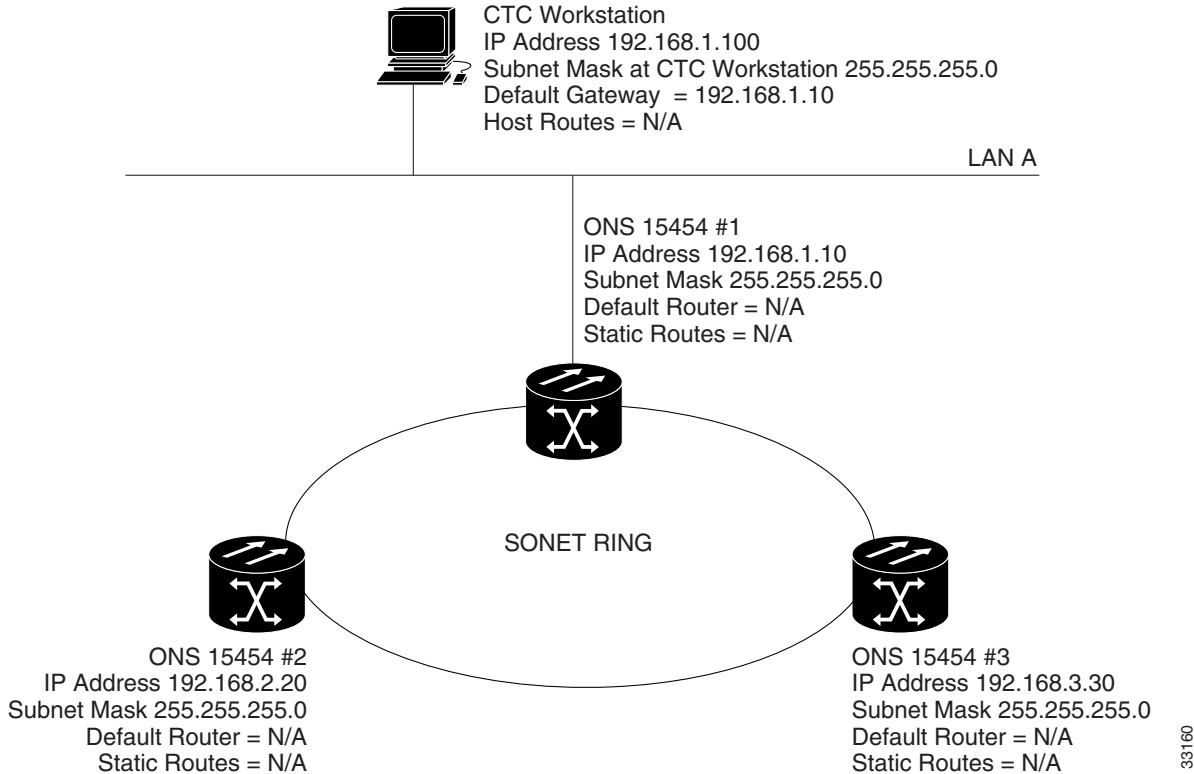 CTC Workstation
IP Address 192.168.1.100
Subnet Mask at CTC Workstation 255.255.255.0
Default Gateway  = 192.168.1.10
Host Routes = N/A
LAN A
ONS 15454 #1
IP Address 192.168.1.10
Subnet Mask 255.255.255.0
Default Router = N/A
Static Routes = N/A
SONET RING
ONS 15454 #2
IP Address 192.168.2.20
Subnet Mask 255.255.255.0
Default Router = N/A
Static Routes = N/A
ONS 15454 #3
IP Address 192.168.3.30
Subnet Mask 255.255.255.0
Default Router = N/A
Static Routes = N/A
33160